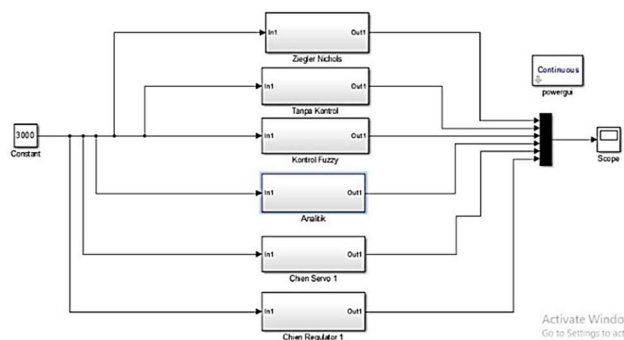 In1 Out1
Ziegler Nichols
Continuous
powergui
In1 Out1
Tanpa Kontrol
3000
Constant
In1 Out1
Kontrol Fuzzy
Scope
In1 Out1
Analitik
In1 Out1
Chien Servo 1
In1 Out1
Chien Regulator 1
Activate Windo
Go to Settings to act